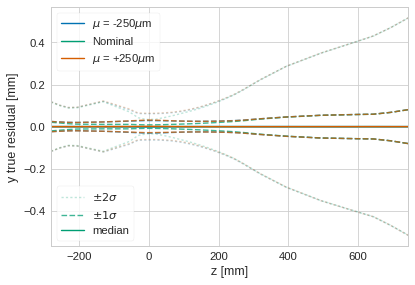 μ = -250μm
Nominal
μ = +250μm
0.4
0.2
0.0
−0.2
−0.4
y true residual [mm]
±2σ
±1σ
median
−200
0
200
400
600
z [mm]